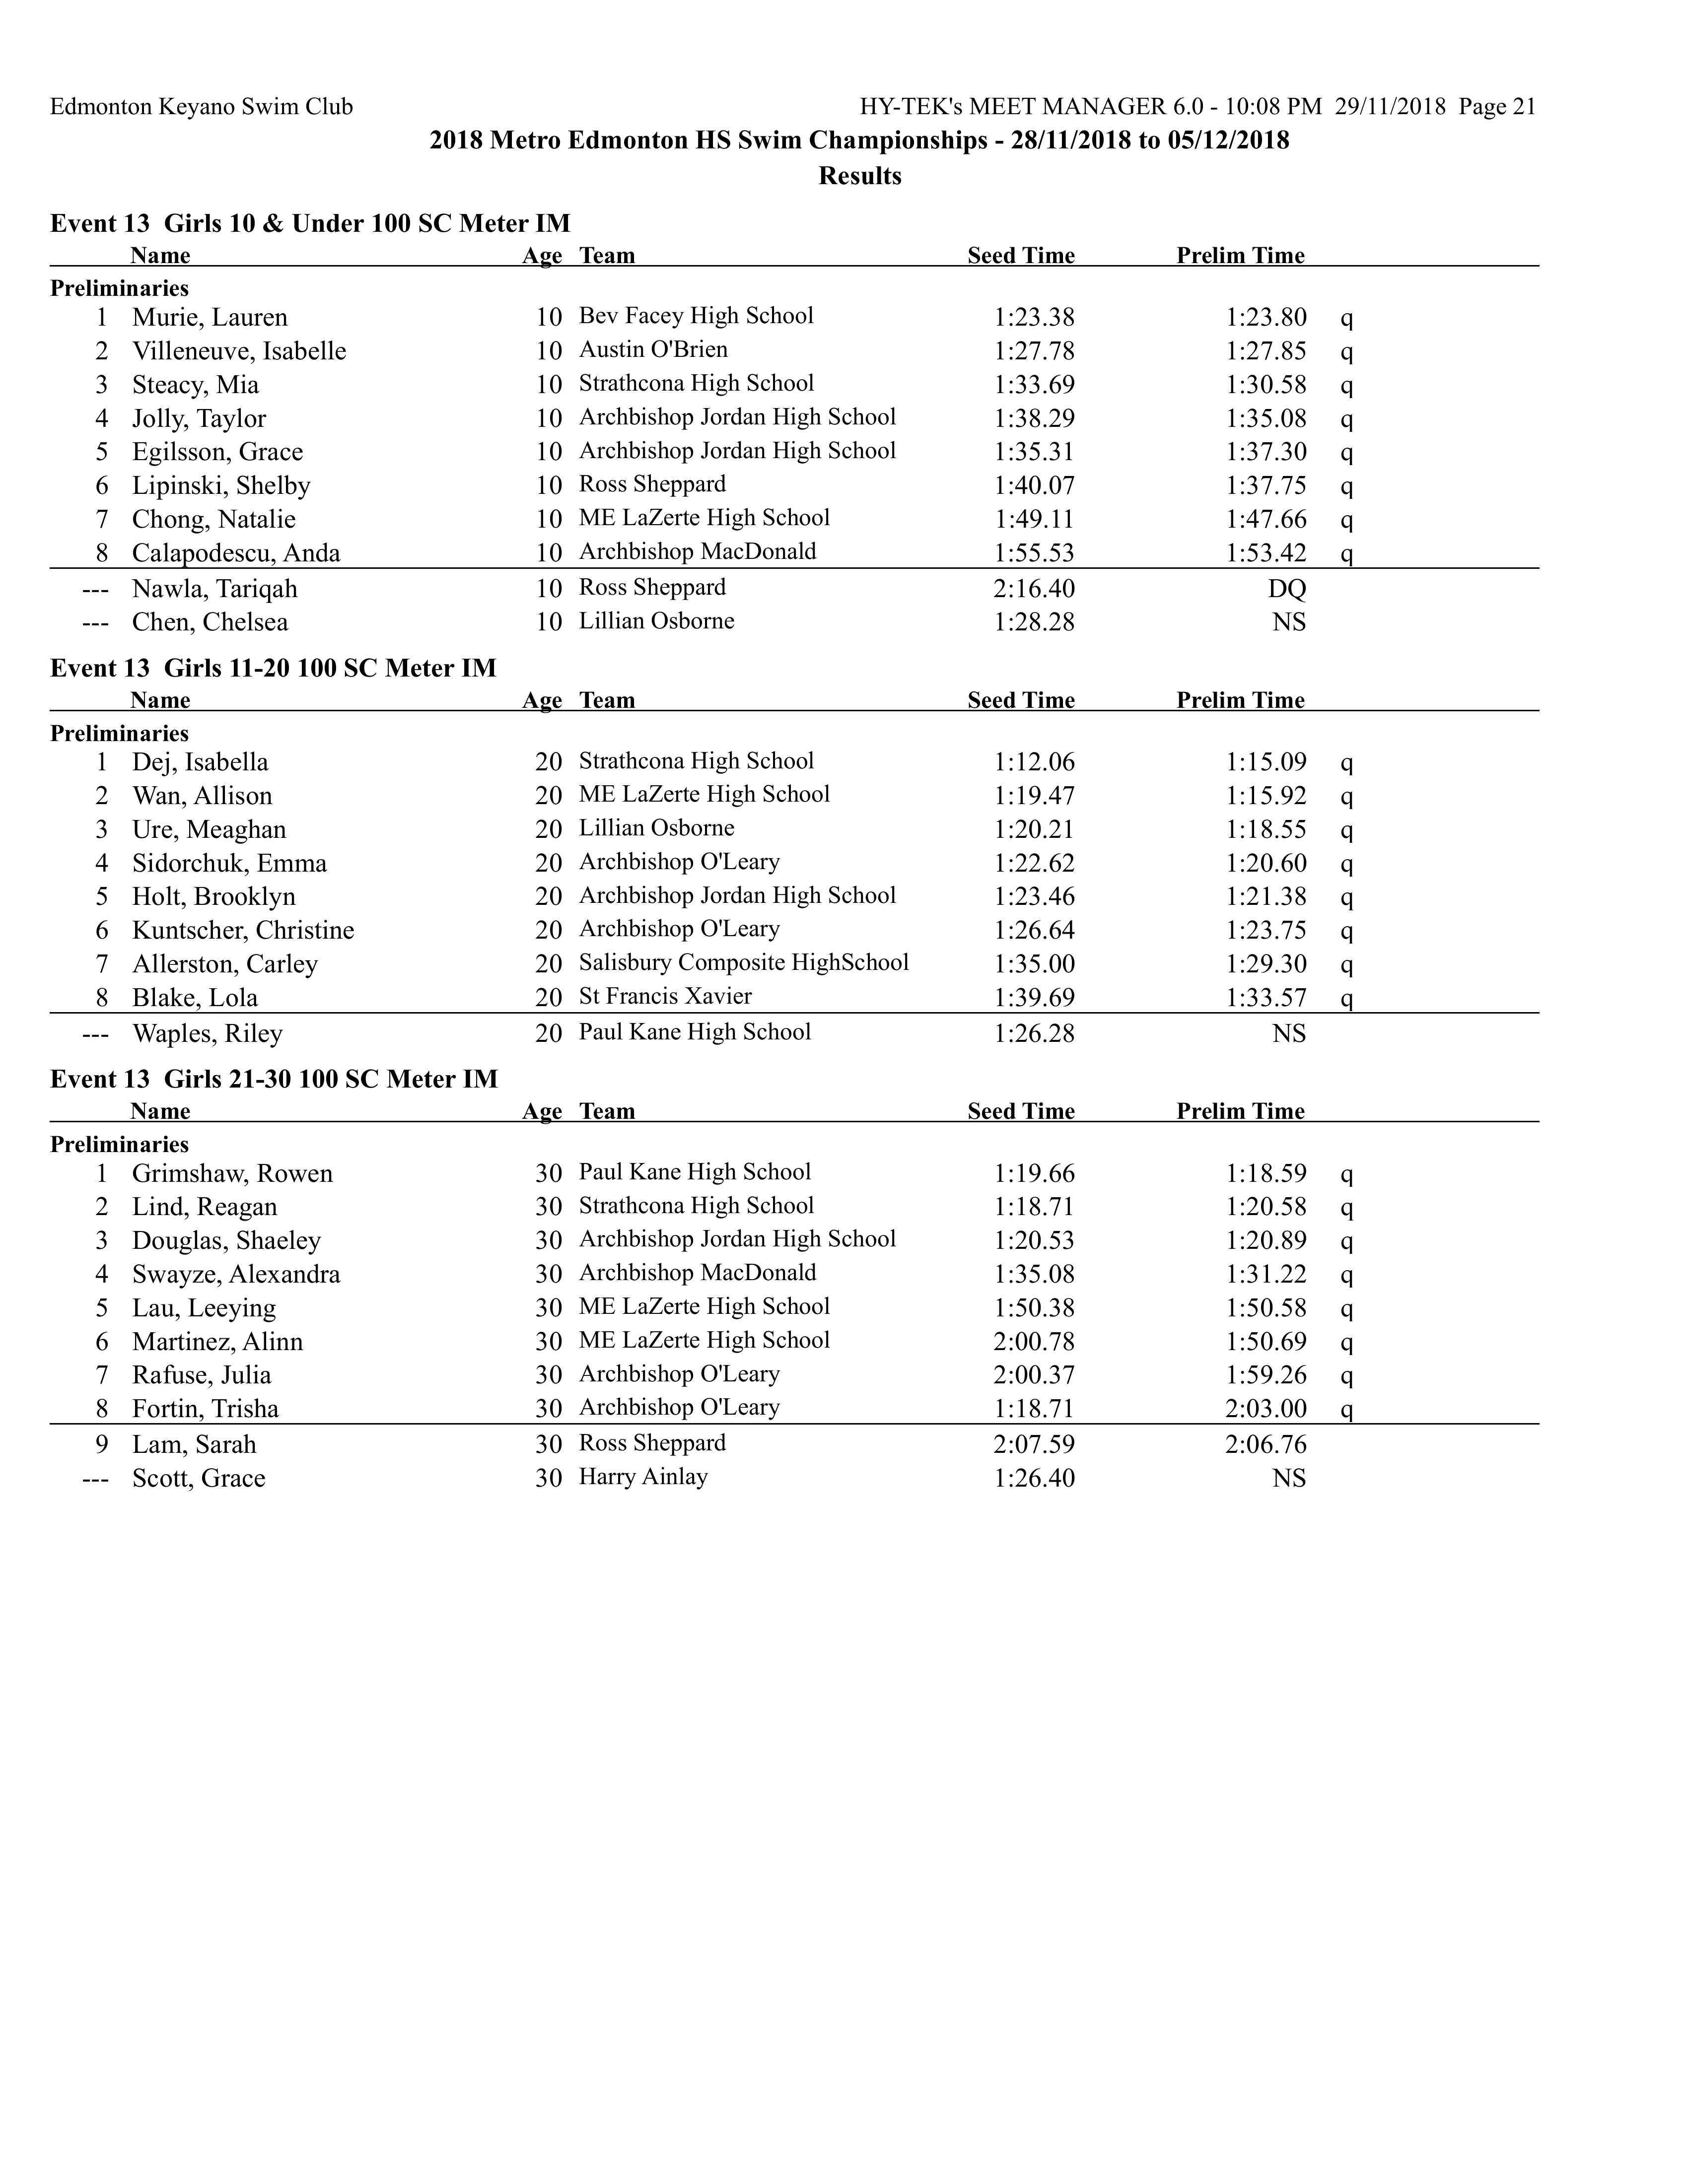 Edmonton Keyano Swim Club HY-TEK's MEET MANAGER 6.0 - 10:08 PM 29/11/2018 Page 21
2018 Metro Edmonton HS Swim Championships - 28/11/2018 to 05/12/2018
Results
Event 13 Girls 10 & Under 100 SC Meter IM
Name Age Team Seed Time Prelim Time
Preliminaries
1 Murie, Lauren 10 Bev Facey High School 1:23.38 1:23.80 q
2 Villeneuve, Isabelle 10 Austin O'Brien 1:27.78 1:27.85 q
3 Steacy, Mia 10 Strathcona High School 1:33.69 1:30.58 q
4 Jolly, Taylor 10 Archbishop Jordan High School 1:38.29 1:35.08 q
5 Egilsson, Grace 10 Archbishop Jordan High School 1:35.31 1:37.30 q
6 Lipinski, Shelby 10 Ross Sheppard 1:40.07 1:37.75 q
7 Chong, Natalie 10 ME LaZerte High School 1:49.11 1:47.66 q
8 Calapodescu, Anda 10 Archbishop MacDonald 1:55.53 1:53.42 q
--- Nawla, Tariqah 10 Ross Sheppard 2:16.40 DQ
--- Chen, Chelsea 10 Lillian Osborne 1:28.28 NS
Event 13 Girls 11-20 100 SC Meter IM
Name Age Team Seed Time Prelim Time
Preliminaries
1 Dej, Isabella 20 Strathcona High School 1:12.06 1:15.09 q
2 Wan, Allison 20 ME LaZerte High School 1:19.47 1:15.92 q
3 Ure, Meaghan 20 Lillian Osborne 1:20.21 1:18.55 q
4 Sidorchuk, Emma 20 Archbishop O'Leary 1:22.62 1:20.60 q
5 Holt, Brooklyn 20 Archbishop Jordan High School 1:23.46 1:21.38 q
6 Kuntscher, Christine 20 Archbishop O'Leary 1:26.64 1:23.75 q
7 Allerston, Carley 20 Salisbury Composite HighSchool 1:35.00 1:29.30 q
8 Blake, Lola 20 St Francis Xavier 1:39.69 1:33.57 q
--- Waples, Riley 20 Paul Kane High School 1:26.28 NS
Event 13 Girls 21-30 100 SC Meter IM
Name Age Team Seed Time Prelim Time
Preliminaries
1 Grimshaw, Rowen 30 Paul Kane High School 1:19.66 1:18.59 q
2 Lind, Reagan 30 Strathcona High School 1:18.71 1:20.58 q
3 Douglas, Shaeley 30 Archbishop Jordan High School 1:20.53 1:20.89 q
4 Swayze, Alexandra 30 Archbishop MacDonald 1:35.08 1:31.22 q
5 Lau, Leeying 30 ME LaZerte High School 1:50.38 1:50.58 q
6 Martinez, Alinn 30 ME LaZerte High School 2:00.78 1:50.69 q
7 Rafuse, Julia 30 Archbishop O'Leary 2:00.37 1:59.26 q
8 Fortin, Trisha 30 Archbishop O'Leary 1:18.71 2:03.00 q
9 Lam, Sarah 30 Ross Sheppard 2:07.59 2:06.76
--- Scott, Grace 30 Harry Ainlay 1:26.40 NS